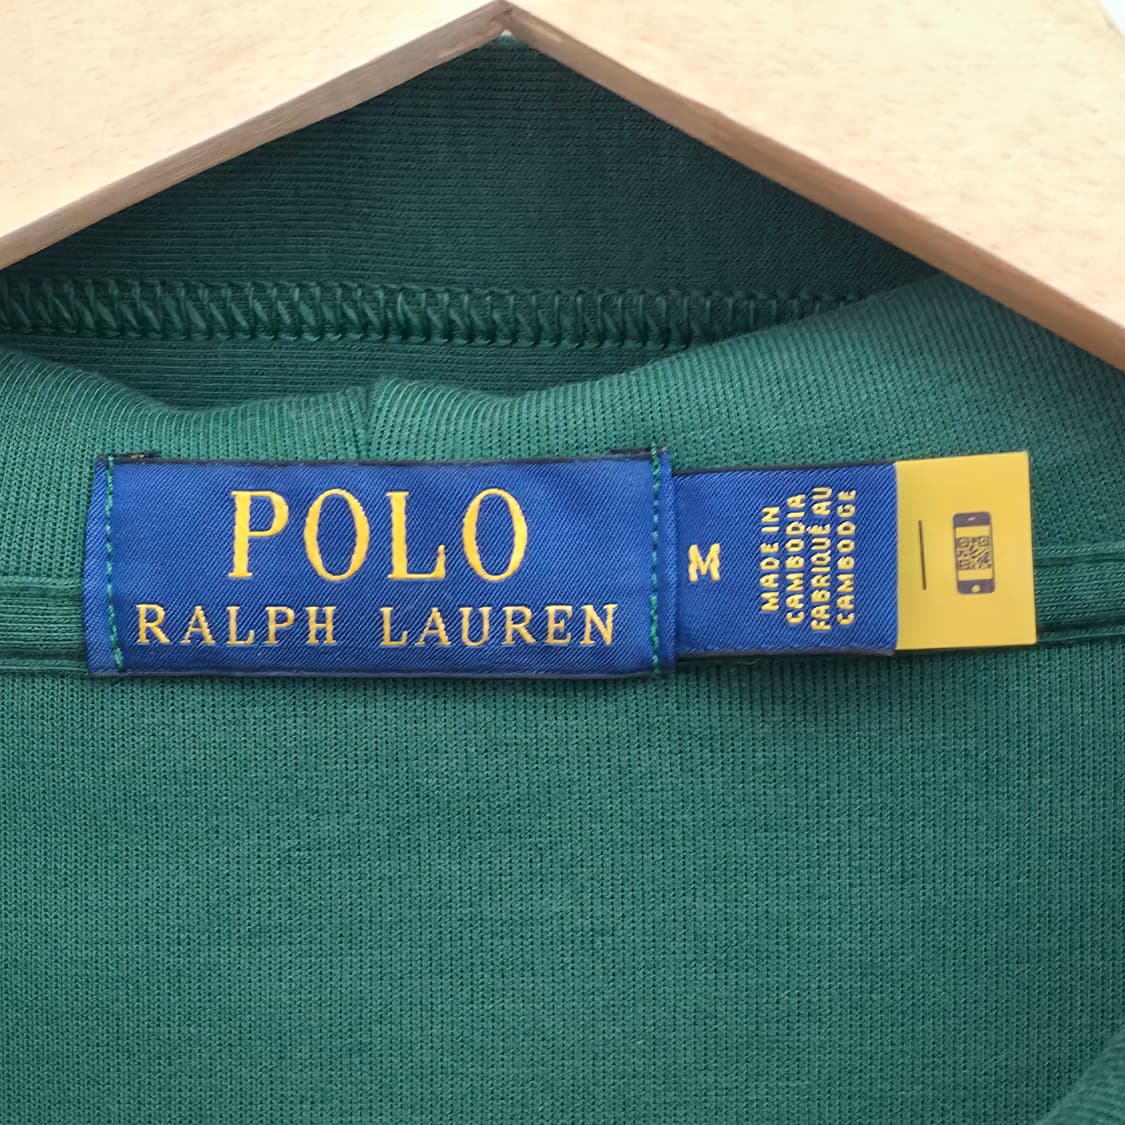 POLO
RALPH LAUREN
M
MADE IN
CAMBODIA
FABRIQUÉ AU
CAMBODGE